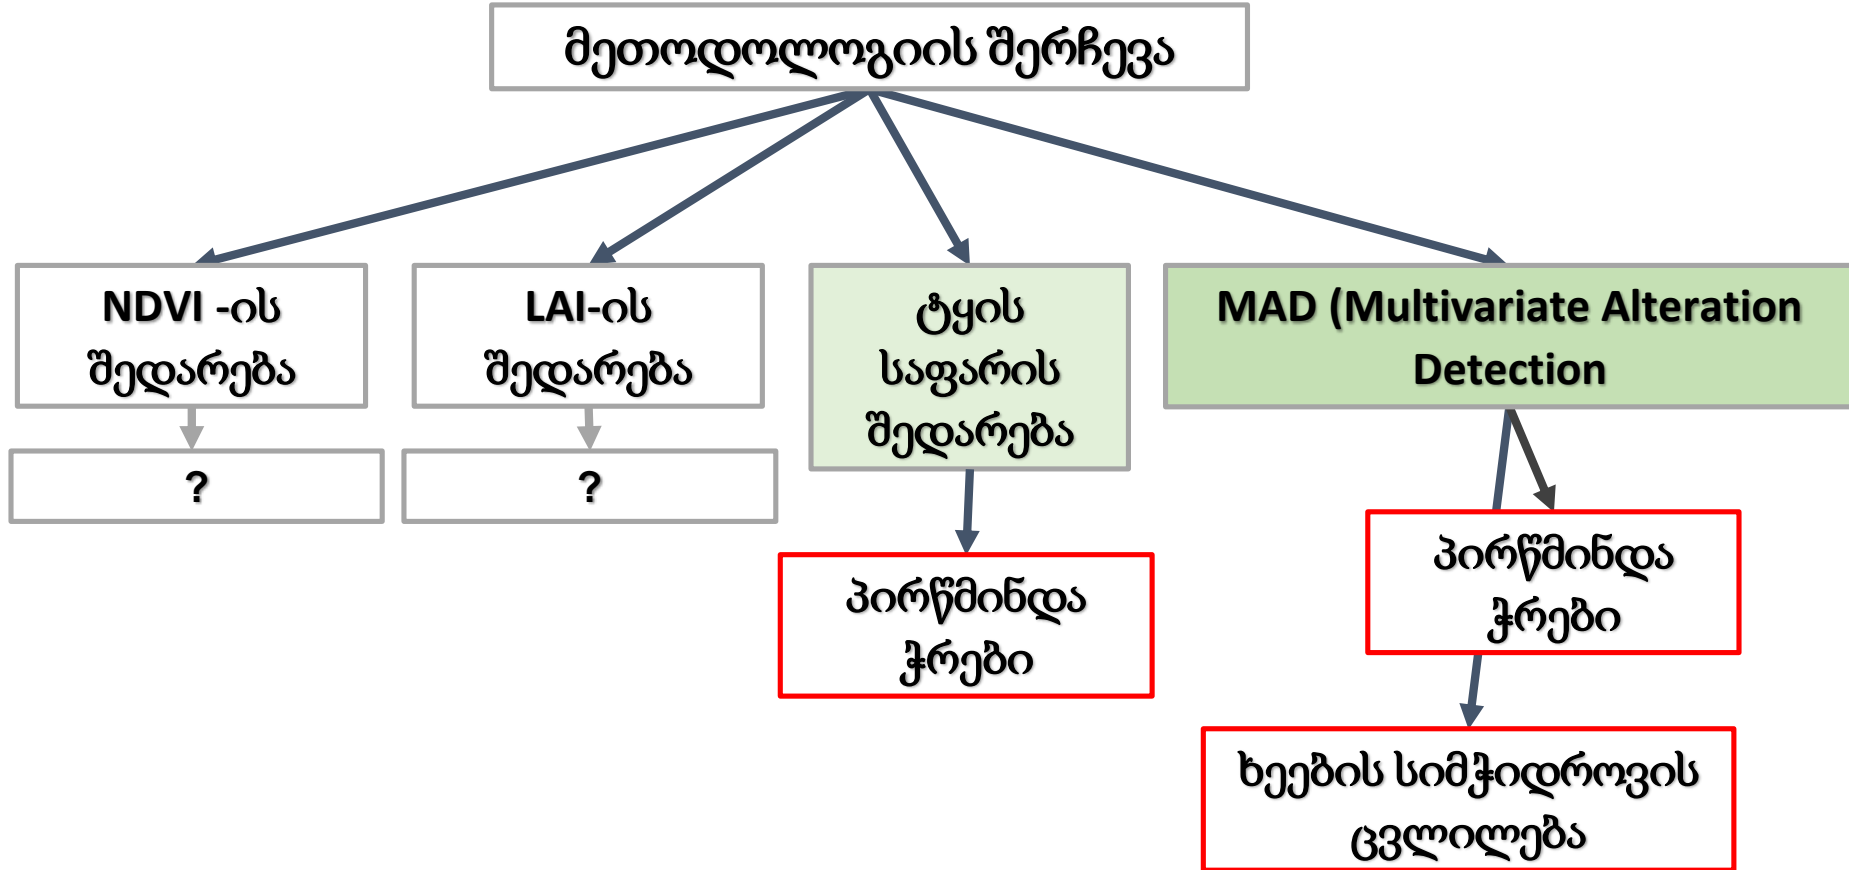 მეთოდოლოგიის შერჩევა
NDVI -ის
შედარება
?
LAI-ის
შედარება
?
ტყის
საფარის
შედარება
პირწმინდა
ჭრები
MAD (Multivariate Alteration
Detection
პირწმინდა
ჭრები
ხეების სიმჭიდროვის
ცვლილება